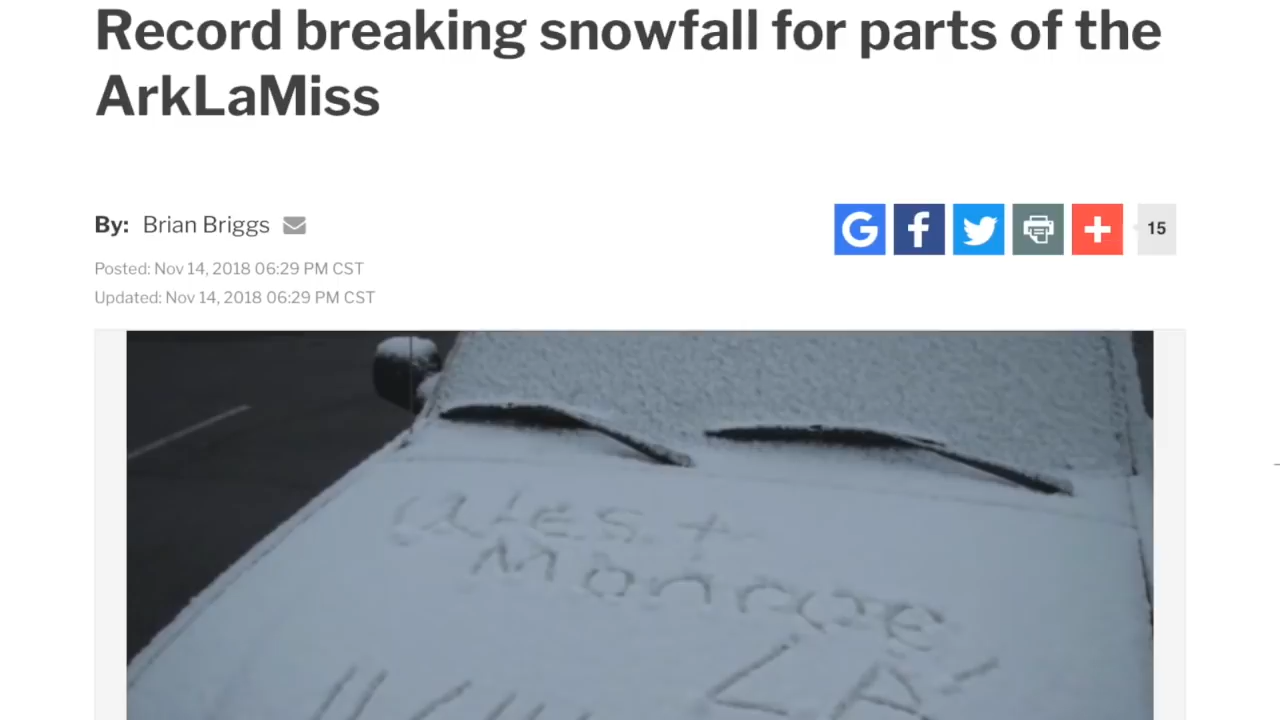 Record breaking snowfall for parts of the
ArkLaMiss
By: Brian Briggs
15
Posted: Nov 14, 2018 06:29 PM CST
Updated: Nov 14, 2018 06:29 PM CST
West
Monroe
LA!